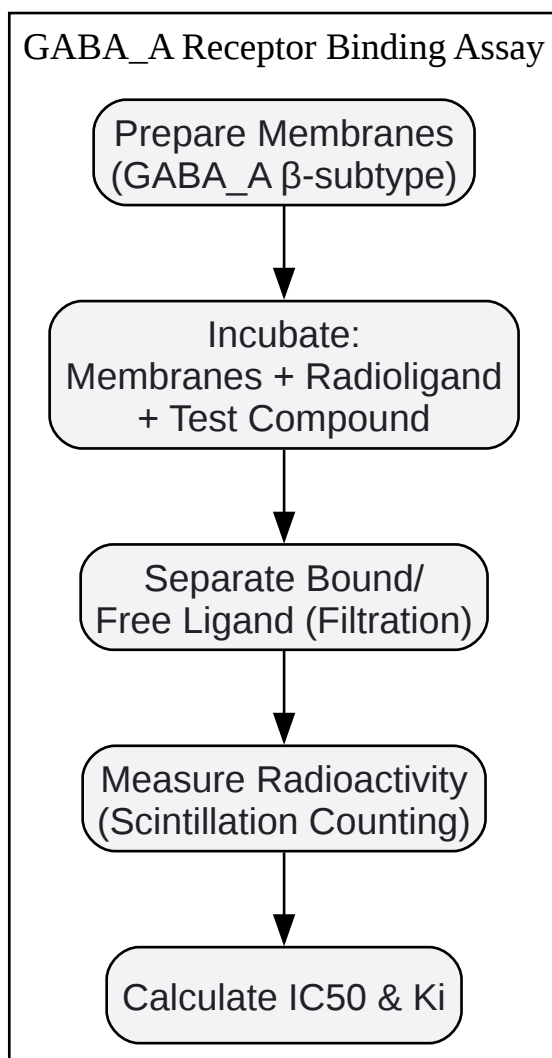 GABA_A Receptor Binding Assay
Prepare Membranes
(GABA_A β-subtype)
Incubate:
Membranes + Radioligand
+ Test Compound
Separate Bound/
Free Ligand (Filtration)
Measure Radioactivity
(Scintillation Counting)
Calculate IC50 & Ki